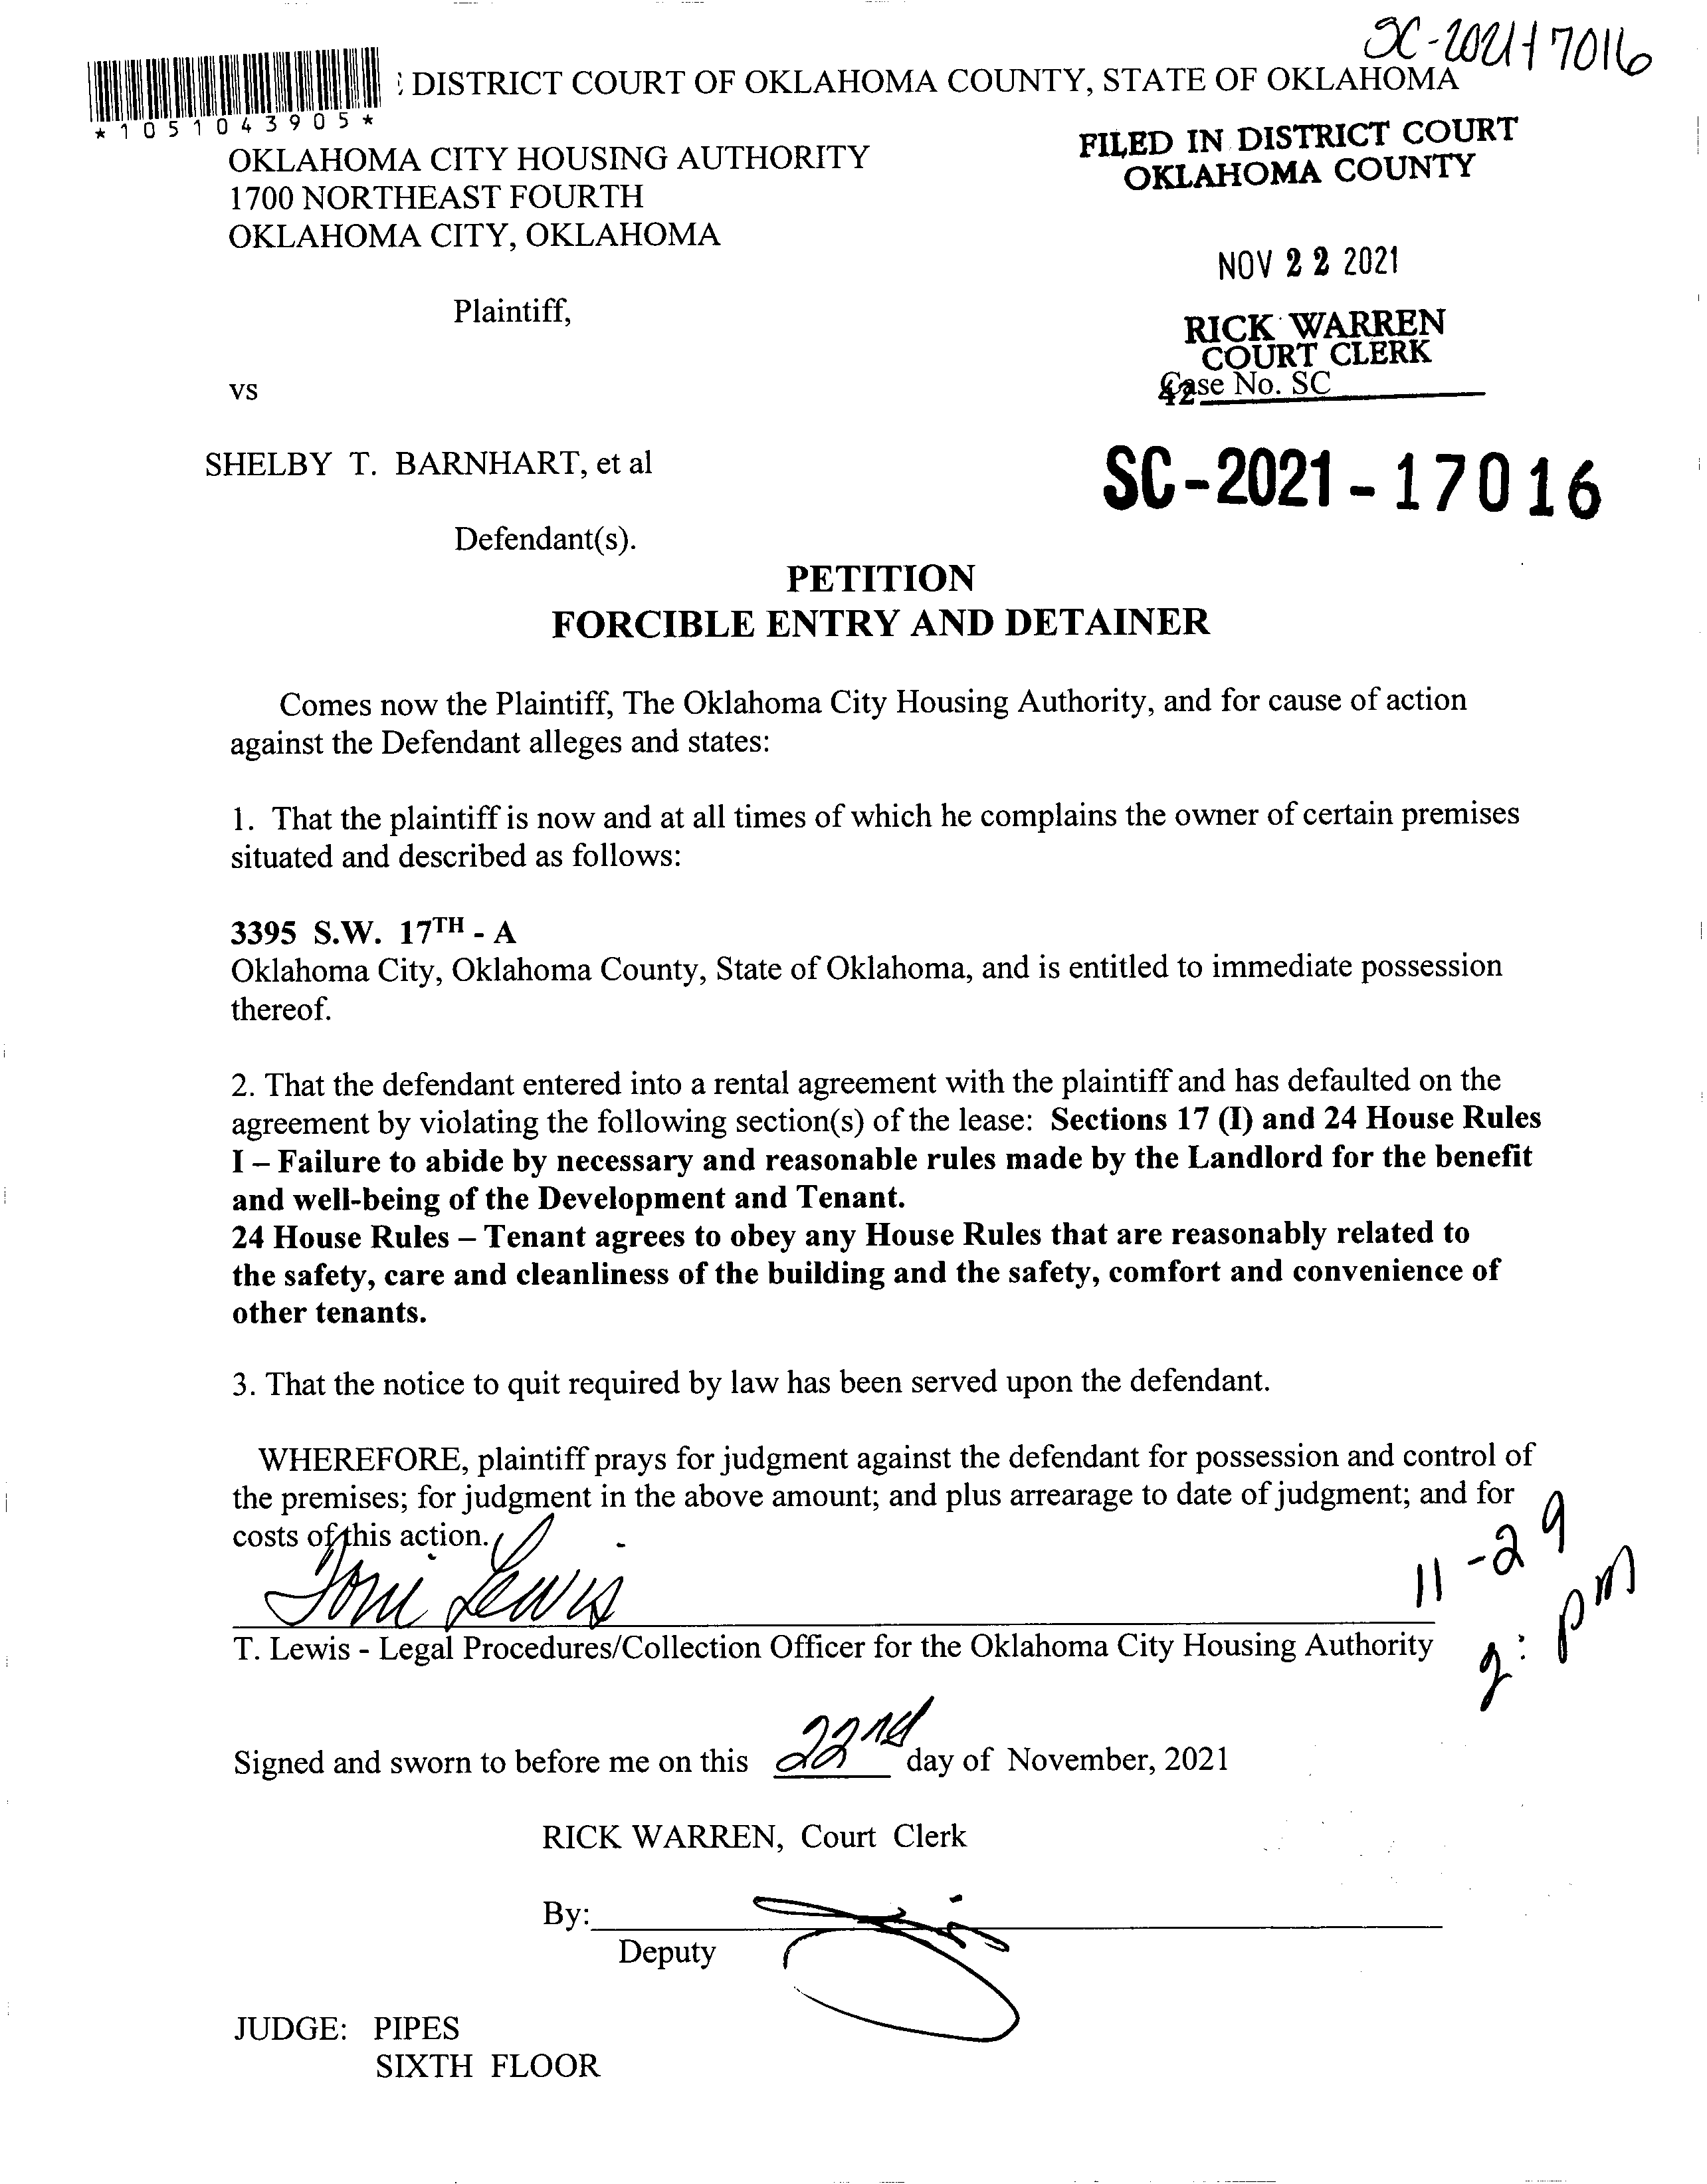 SC-2021-17016
: DISTRICT COURT OF OKLAHOMA COUNTY, STATE OF OKLAHOMA
*1051043905*
FILED IN DISTRICT COURT
OKLAHOMA COUNTY
OKLAHOMA CITY HOUSING AUTHORITY
1700 NORTHEAST FOURTH
OKLAHOMA CITY, OKLAHOMA
NOV 22 2021
Plaintiff,
RICK WARREN
COURT CLERK
vs
Case No. SC
42
SHELBY T. BARNHART, et al
SC-2021-17016
Defendant(s).
PETITION
FORCIBLE ENTRY AND DETAINER
Comes now the Plaintiff, The Oklahoma City Housing Authority, and for cause of action
against the Defendant alleges and states:
1. That the plaintiff is now and at all times of which he complains the owner of certain premises
situated and described as follows:
3395 S.W. 17TH - A
Oklahoma City, Oklahoma County, State of Oklahoma, and is entitled to immediate possession
thereof.
2. That the defendant entered into a rental agreement with the plaintiff and has defaulted on the
agreement by violating the following section(s) of the lease: Sections 17 (I) and 24 House Rules
I – Failure to abide by necessary and reasonable rules made by the Landlord for the benefit
and well-being of the Development and Tenant.
24 House Rules – Tenant agrees to obey any House Rules that are reasonably related to
the safety, care and cleanliness of the building and the safety, comfort and convenience of
other tenants.
3. That the notice to quit required by law has been served upon the defendant.
WHEREFORE, plaintiff prays for judgment against the defendant for possession and control of
the premises; for judgment in the above amount; and plus arrearage to date of judgment; and for
costs of this action.
Toni Lewis
11-29
2: pm
T. Lewis - Legal Procedures/Collection Officer for the Oklahoma City Housing Authority
Signed and sworn to before me on this 22nd day of November, 2021
RICK WARREN, Court Clerk
By:
Deputy
JUDGE: PIPES
SIXTH FLOOR